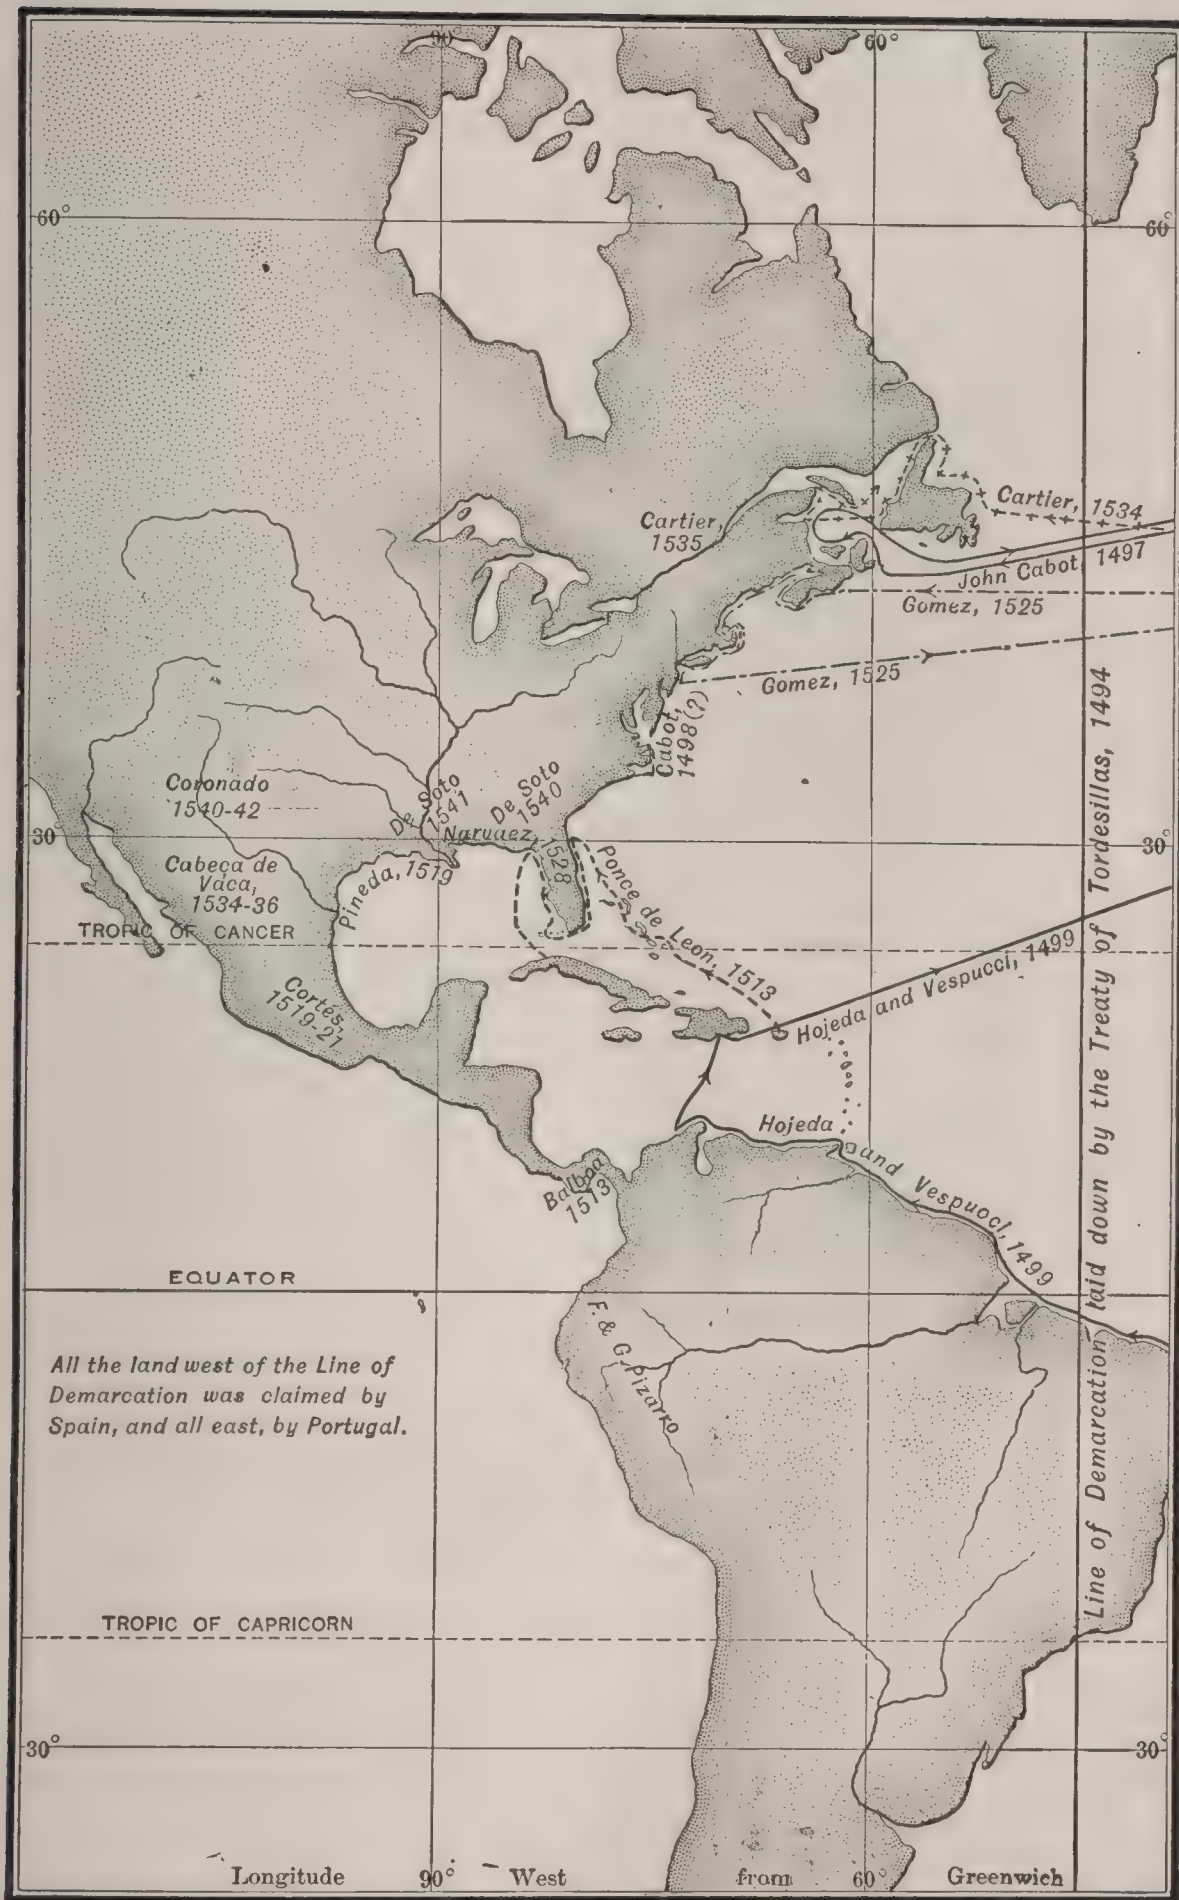 90°
60°
60°
60°
Cartier, 1534
Cartier,
1535
John Cabot, 1497
Gomez, 1525
Gomez, 1525
Cabot,
1498(?)
Coronado
1540-42
De Soto
1541
De Soto
1540
Narvaez
1528
30°
30°
Cabeça de
Vaca,
1534-36
Pineda, 1519
Ponce de Leon, 1513
TROPIC OF CANCER
Cortés,
1519-21
Hojeda and Vespucci, 1499
Hojeda
and Vespucci, 1499
Balboa
1513
Line of Demarcation laid down by the Treaty of Tordesillas, 1494
EQUATOR
F. & G. Pizarro
All the land west of the Line of
Demarcation was claimed by
Spain, and all east, by Portugal.
TROPIC OF CAPRICORN
30°
30°
Longitude 90° West from 60° Greenwich